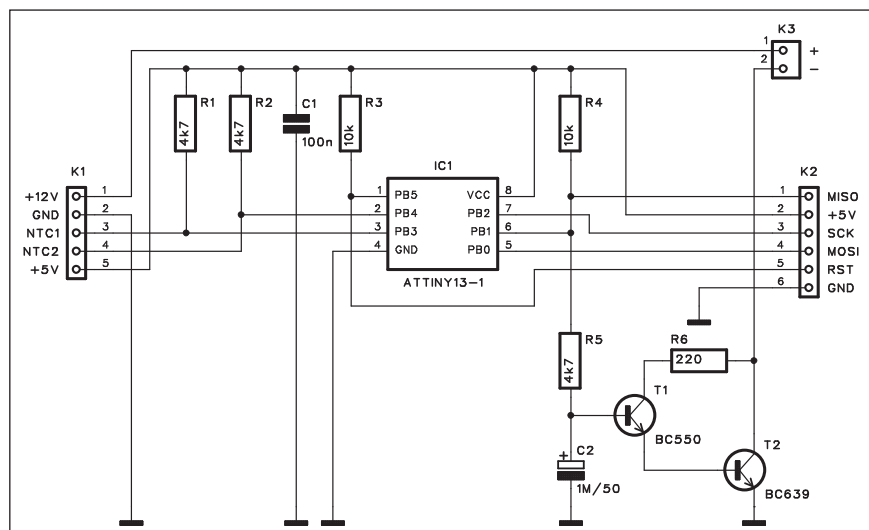 K3
1 +
2 -
R1
4k7
R2
4k7
C1
100n
R3
10k
R4
10k
K1
+12V 1
GND 2
NTC1 3
NTC2 4
+5V 5
IC1
1 PB5 VCC 8
2 PB4 PB2 7
3 PB3 PB1 6
4 GND PB0 5
ATTINY13-1
K2
1 MISO
2 +5V
3 SCK
4 MOSI
5 RST
6 GND
R5
4k7
R6
220
T1
BC550
C2
+
1M/50
T2
BC639